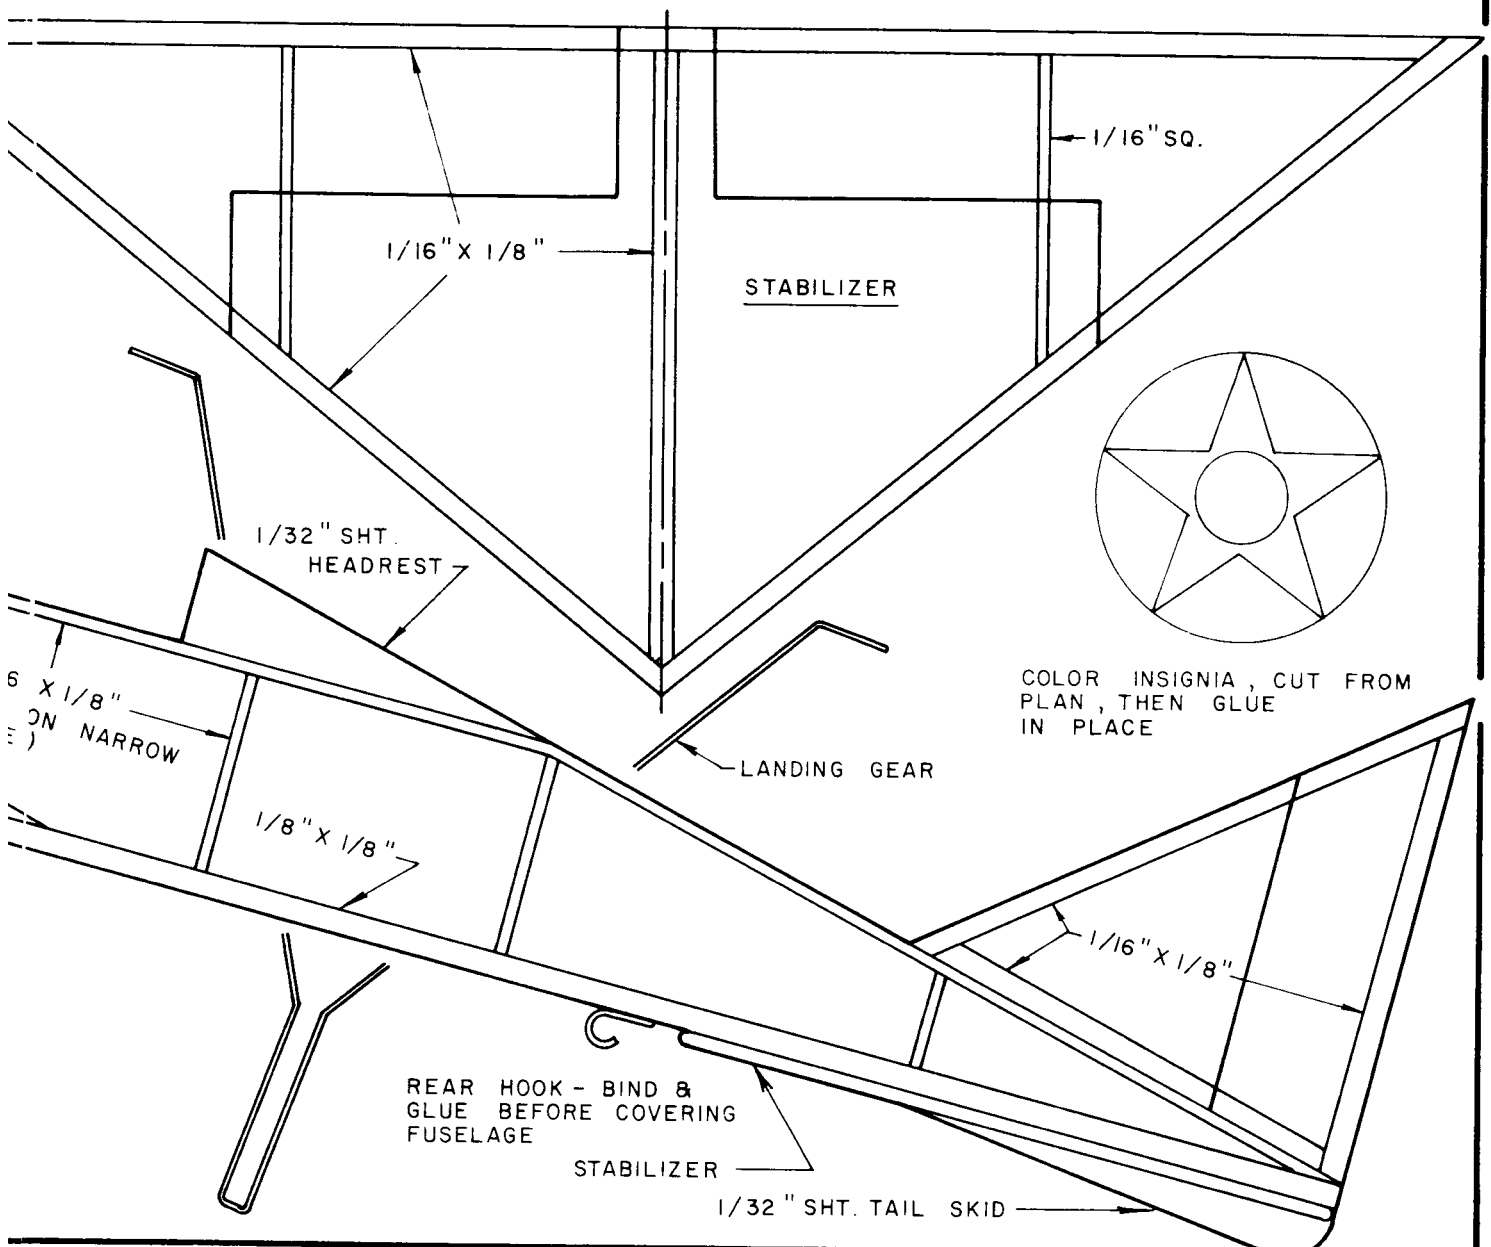 1/16" SQ.
1/16" X 1/8"
STABILIZER
1/32" SHT.
HEADREST
COLOR INSIGNIA, CUT FROM
PLAN, THEN GLUE
IN PLACE
6 X 1/8"
ON NARROW
E)
LANDING GEAR
1/8" X 1/8"
1/16" X 1/8"
REAR HOOK - BIND &
GLUE BEFORE COVERING
FUSELAGE
STABILIZER
1/32" SHT. TAIL SKID